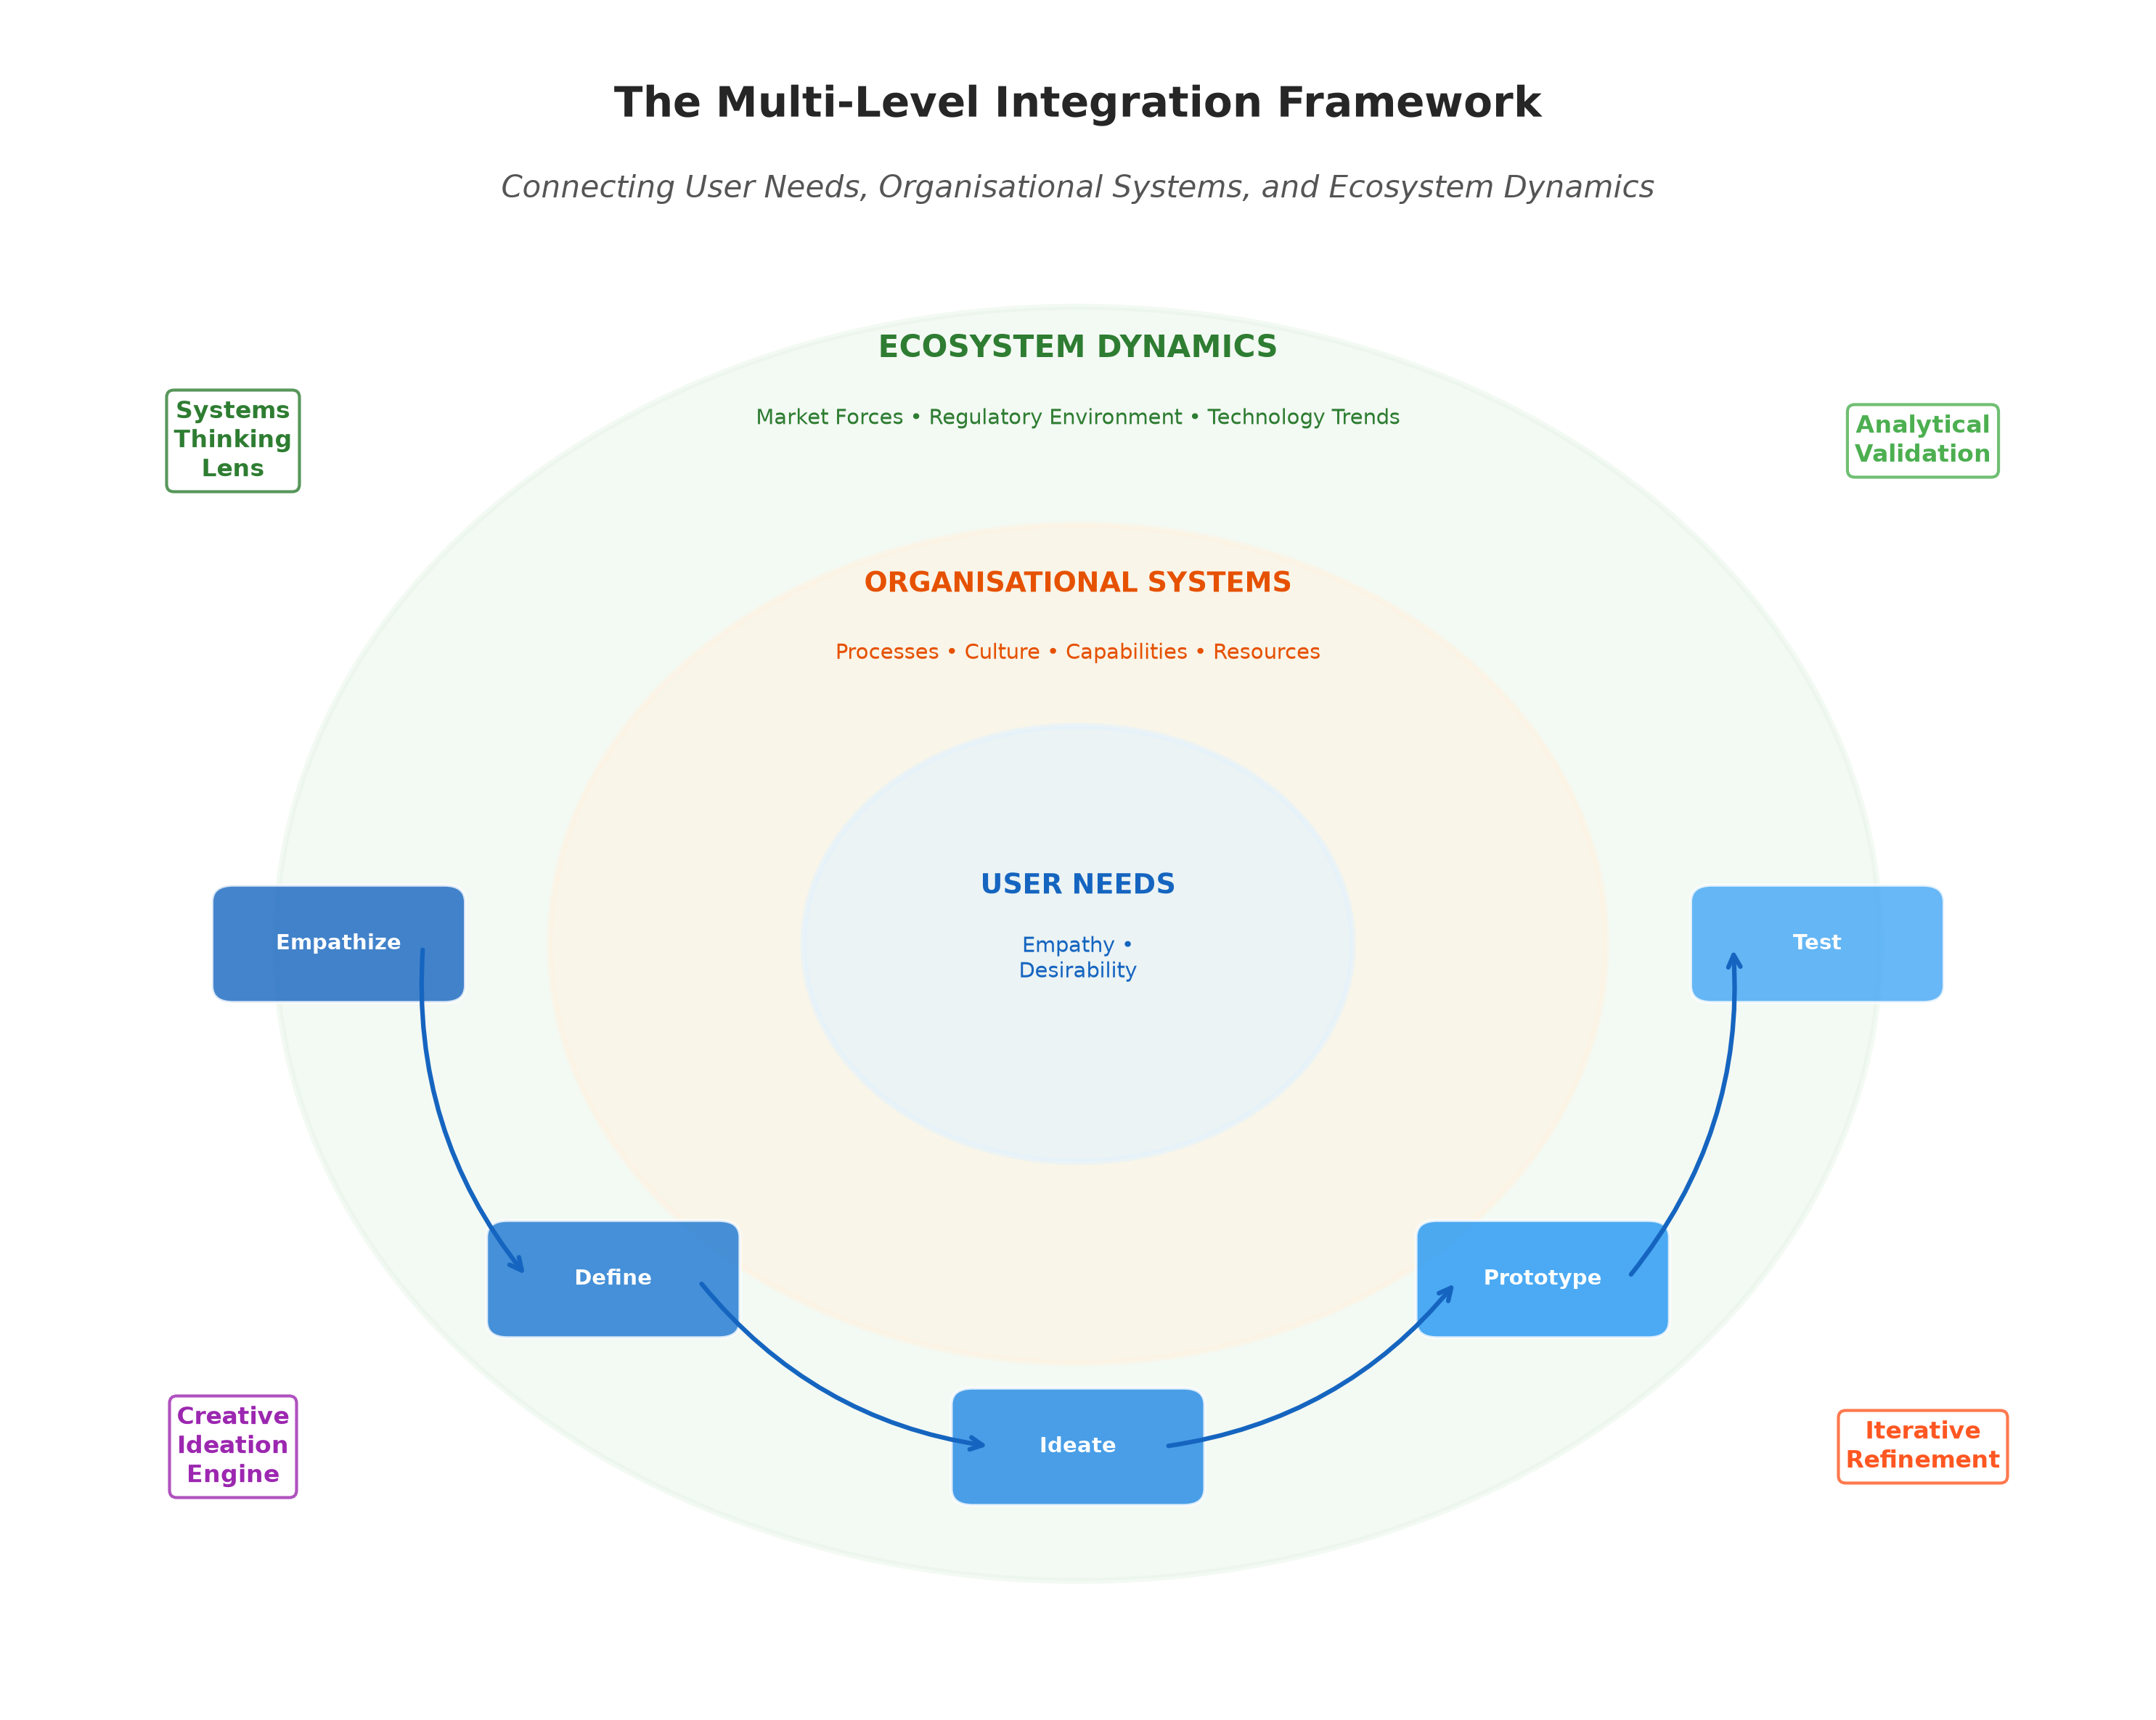 The Multi-Level Integration Framework
Connecting User Needs, Organisational Systems, and Ecosystem Dynamics
ECOSYSTEM DYNAMICS
Market Forces • Regulatory Environment • Technology Trends
Systems
Thinking
Lens
Analytical
Validation
ORGANISATIONAL SYSTEMS
Processes • Culture • Capabilities • Resources
USER NEEDS
Empathy •
Desirability
Empathize
Define
Ideate
Prototype
Test
Creative
Ideation
Engine
Iterative
Refinement